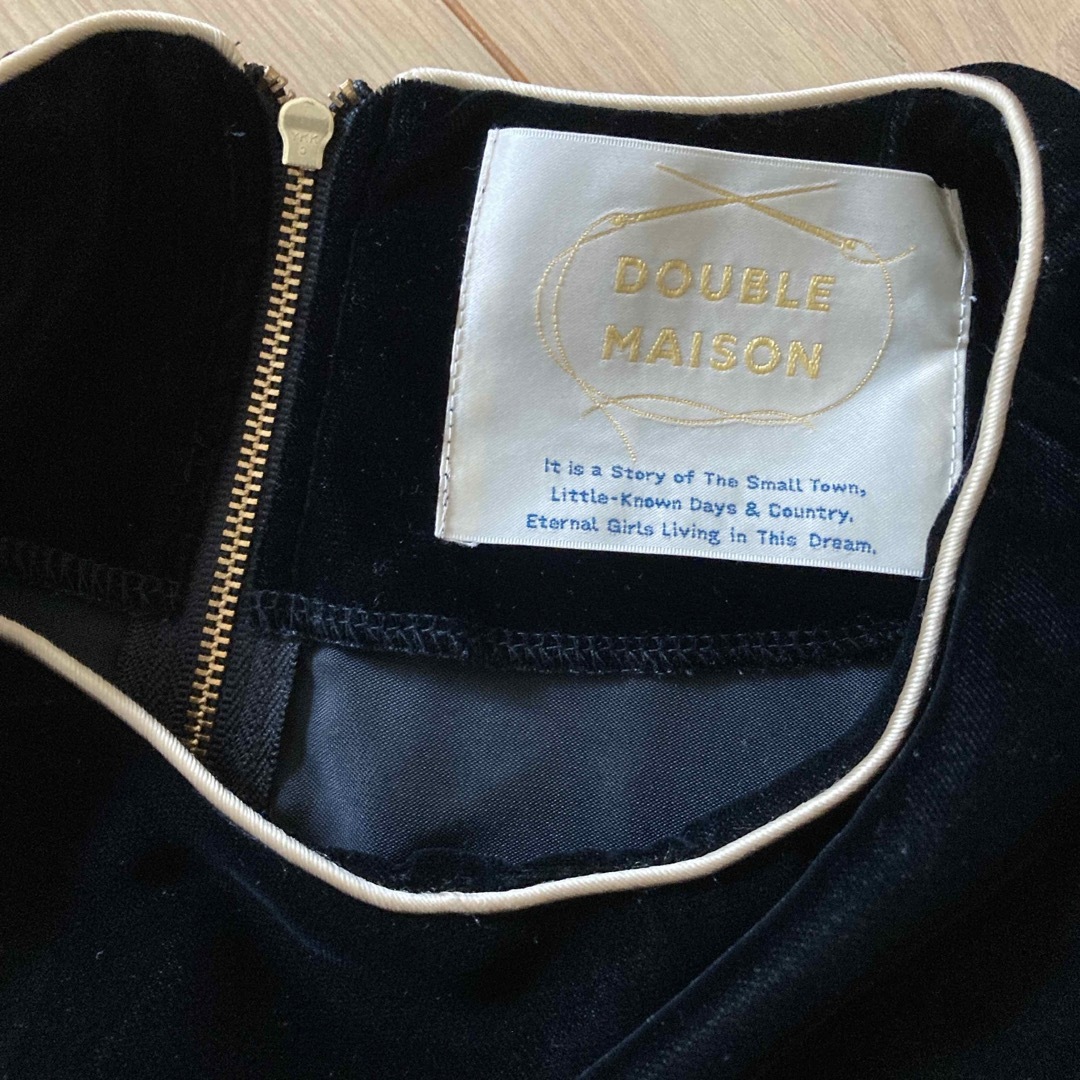 DOUBLE
MAISON
It is a Story of The Small Town,
Little-Known Days & Country.
Eternal Girls Living in This Dream.